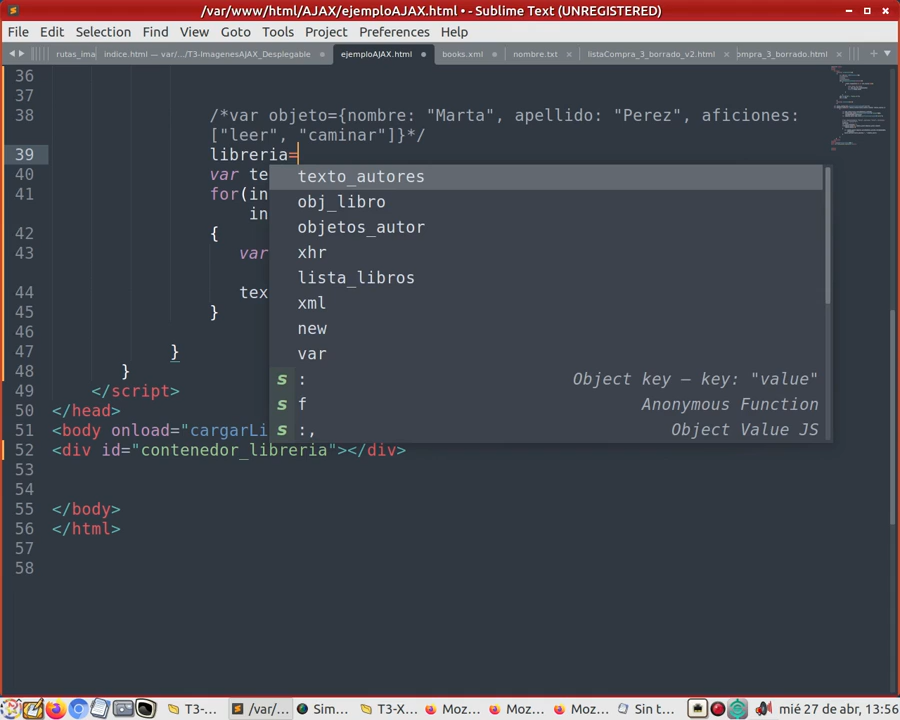 /var/www/html/AJAX/ejemploAJAX.html • - Sublime Text (UNREGISTERED)
File Edit Selection View Goto Tools Project Preferences Help
rutas_ima índice.html — var/.../T3-ImagenesAJAX_Desplegable ejemploAJAX.html books.xml nombre.txt listaCompra_3_borrado_v2.html ompra_3_borrado.html
36
37
38 /*var objeto={nombre: "Marta", apellido: "Perez", aficiones:
["leer", "caminar"]}*/
39 libreria=
texto_autores
40 var te
41 for(in
obj_libro
in
objetos_autor
42 {
43 var
xhr
lista_libros
44 tex
xml
45 }
46
new
47 }
var
48 }
: Object key — key: "value"
49 </script>
f Anonymous Function
50 </head>
51 <body onload="cargarLi
:, Object Value JS
52 <div id="contenedor_libreria"></div>
53
54
55 </body>
56 </html>
57
58
T3-... /var/... Sim... T3-X... Moz... Moz... Moz... Sin t... mié 27 de abr, 13:56